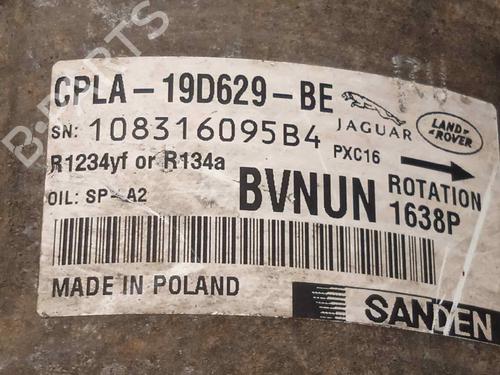 CPLA-19D629-BE
JAGUAR
LAND ROVER
SN: 108316095B4
PXC16
R1234yf or R134a
ROTATION
OIL: SP-A2
BVNUN
1638P
MADE IN POLAND
SANDEN
B-PARTS